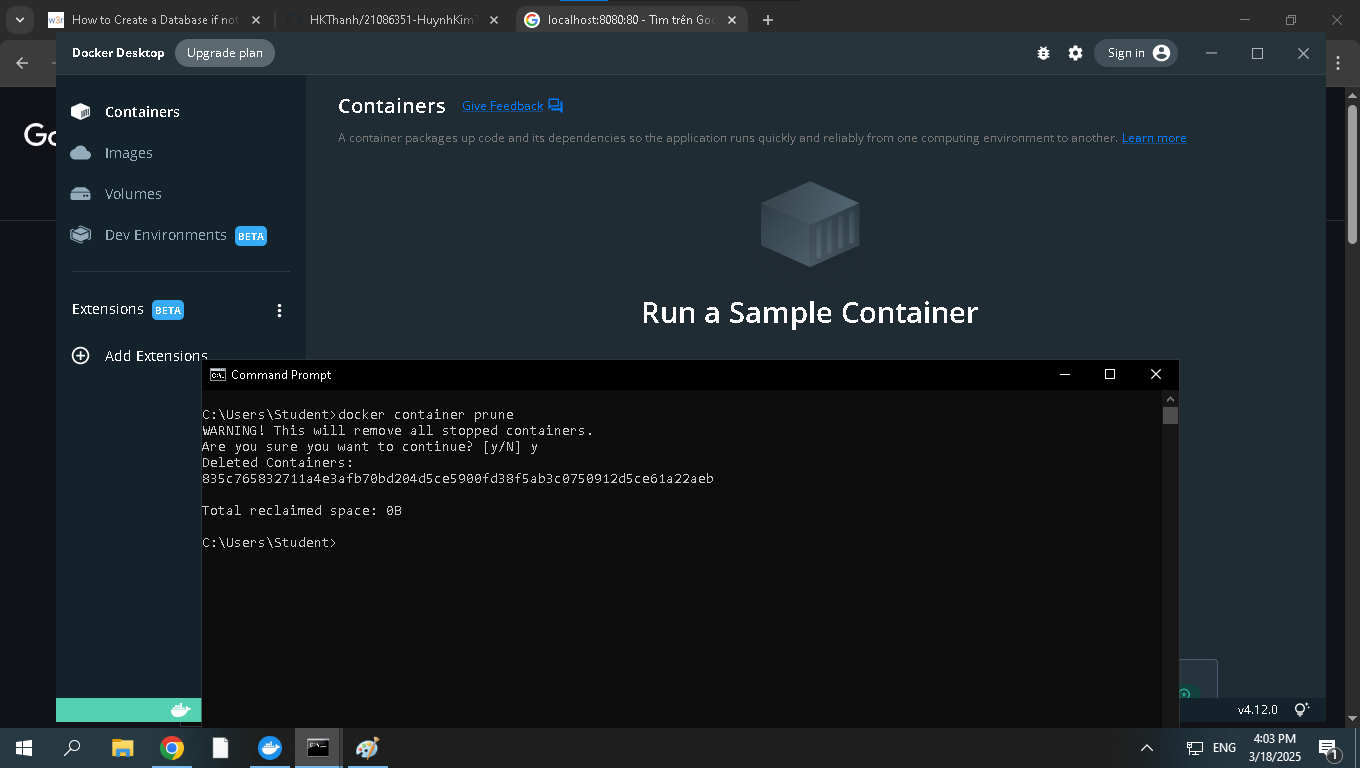 How to Create a Database if not
HKThanh/21086351-HuynhKimT
localhost:8080:80 - Tìm trên Goo
Docker Desktop
Upgrade plan
Sign in
Containers
Images
Volumes
Dev Environments BETA
Extensions BETA
Add Extensions
Containers Give Feedback
A container packages up code and its dependencies so the application runs quickly and reliably from one computing environment to another. Learn more
Run a Sample Container
Command Prompt
C:\Users\Student>docker container prune
WARNING! This will remove all stopped containers.
Are you sure you want to continue? [y/N] y
Deleted Containers:
835c765832711a4e3afb70bd204d5ce5900fd38f5ab3c0750912d5ce61a22aeb
Total reclaimed space: 0B
C:\Users\Student>
v4.12.0
ENG
4:03 PM
3/18/2025
1